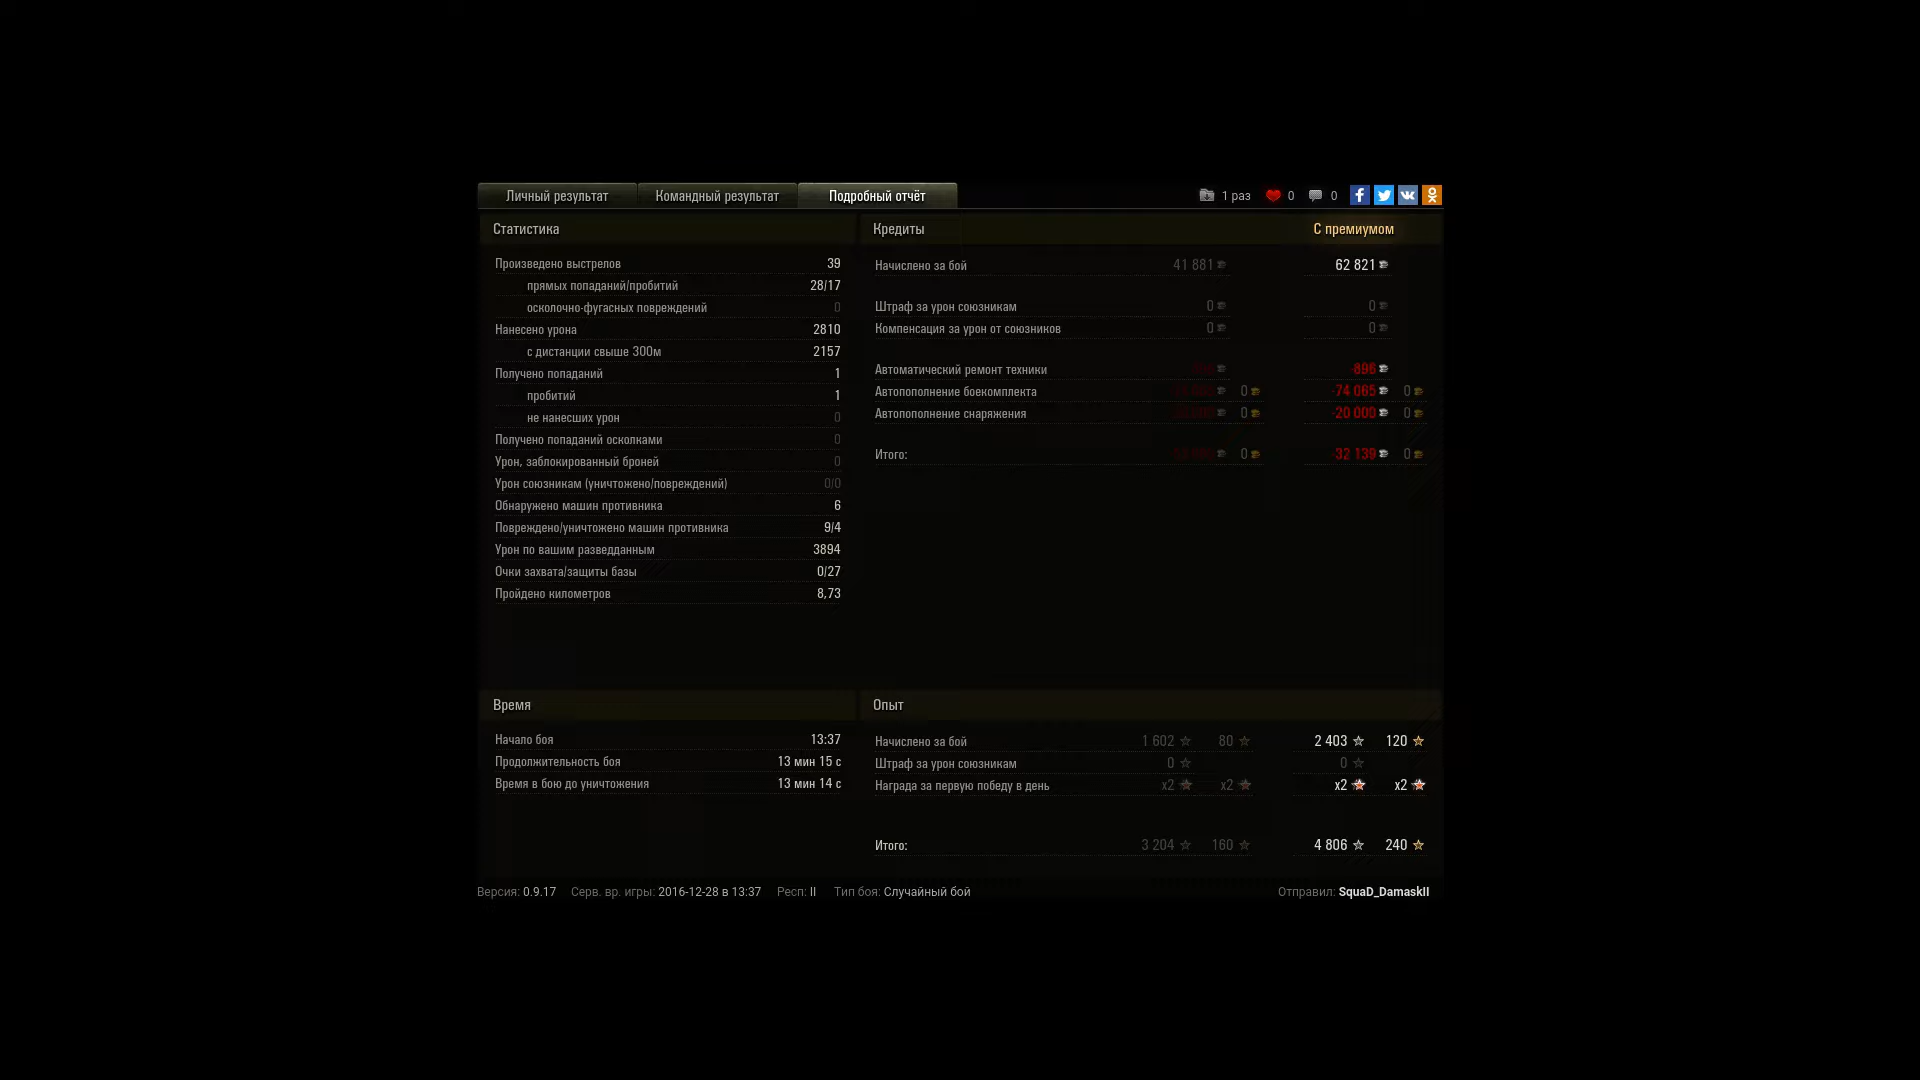 Личный результат Командный результат Подробный отчёт 1 раз 0 0
Статистика
Произведено выстрелов 39
прямых попаданий/пробитий 28/17
осколочно-фугасных повреждений 0
Нанесено урона 2810
с дистанции свыше 300м 2157
Получено попаданий 1
пробитий 1
не нанесших урон 0
Получено попаданий осколками 0
Урон, заблокированный броней 0
Урон союзникам (уничтожено/повреждений) 0/0
Обнаружено машин противника 6
Повреждено/уничтожено машин противника 9/4
Урон по вашим разведданным 3894
Очки захвата/защиты базы 0/27
Пройдено километров 8,73
Кредиты С премиумом
Начислено за бой 41 881 62 821
Штраф за урон союзникам 0 0
Компенсация за урон от союзников 0 0
Автоматический ремонт техники
Автопополнение боекомплекта 0 -74 065 0
Автопополнение снаряжения 0 -20 000 0
Итого: 0 0
Время
Начало боя 13:37
Продолжительность боя 13 мин 15 с
Время в бою до уничтожения 13 мин 14 с
Опыт
Начислено за бой 1 602 80 2 403 120
Штраф за урон союзникам 0 0
Награда за первую победу в день x2 x2 x2 x2
Итого: 3 204 160 4 806 240
Версия: 0.9.17 Серв. вр. игры: 2016-12-28 в 13:37 Респ: II Тип боя: Случайный бой Отправил: SquaD_DamaskII